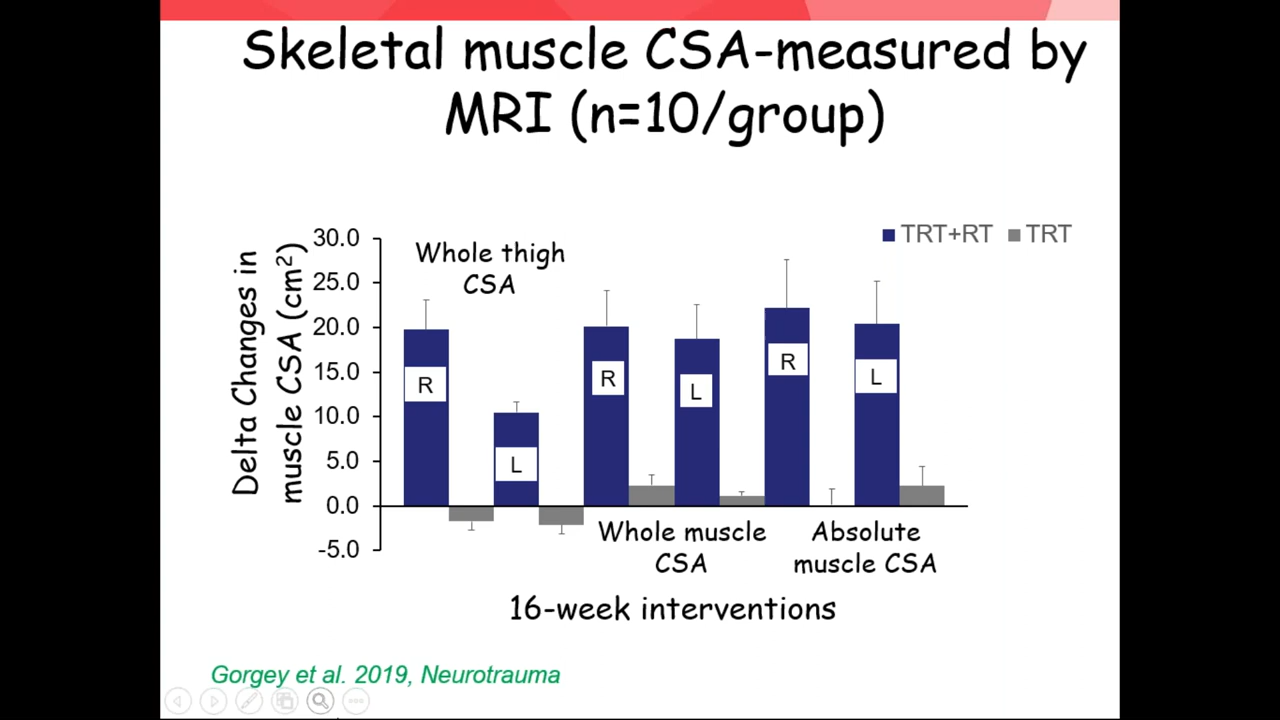 Skeletal muscle CSA-measured by
MRI (n=10/group)
TRT+RT TRT
Delta Changes in
muscle CSA (cm²)
30.0
25.0
20.0
15.0
10.0
5.0
0.0
-5.0
Whole thigh
CSA
R
L
R
L
R
L
Whole muscle
CSA
Absolute
muscle CSA
16-week interventions
Gorgey et al. 2019, Neurotrauma